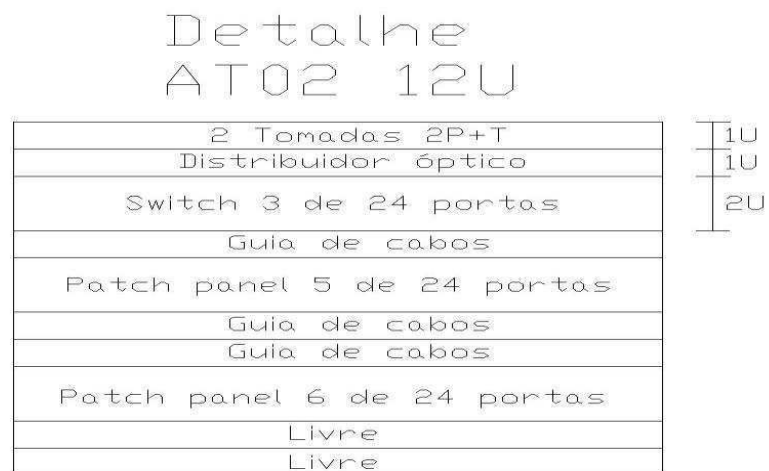 Detalhe
AT02 12U
2 Tomadas 2P+T
1U
Distribuidor óptico
1U
Switch 3 de 24 portas
2U
Guia de cabos
Patch panel 5 de 24 portas
Guia de cabos
Guia de cabos
Patch panel 6 de 24 portas
Livre
Livre